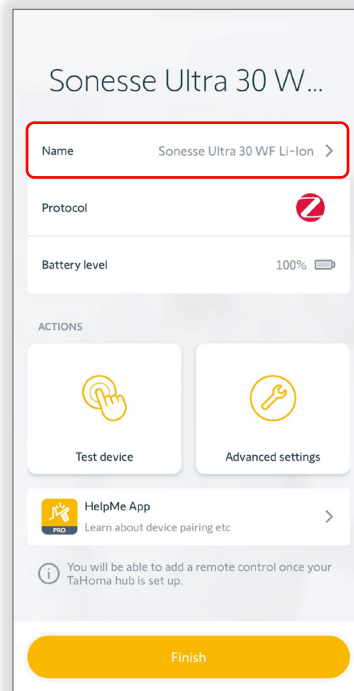 Sonesse Ultra 30 W...
Name Sonesse Ultra 30 WF Li-Ion
Protocol
Battery level 100%
ACTIONS
Test device Advanced settings
PRO
HelpMe App
Learn about device pairing etc
You will be able to add a remote control once your
TaHoma hub is set up.
Finish